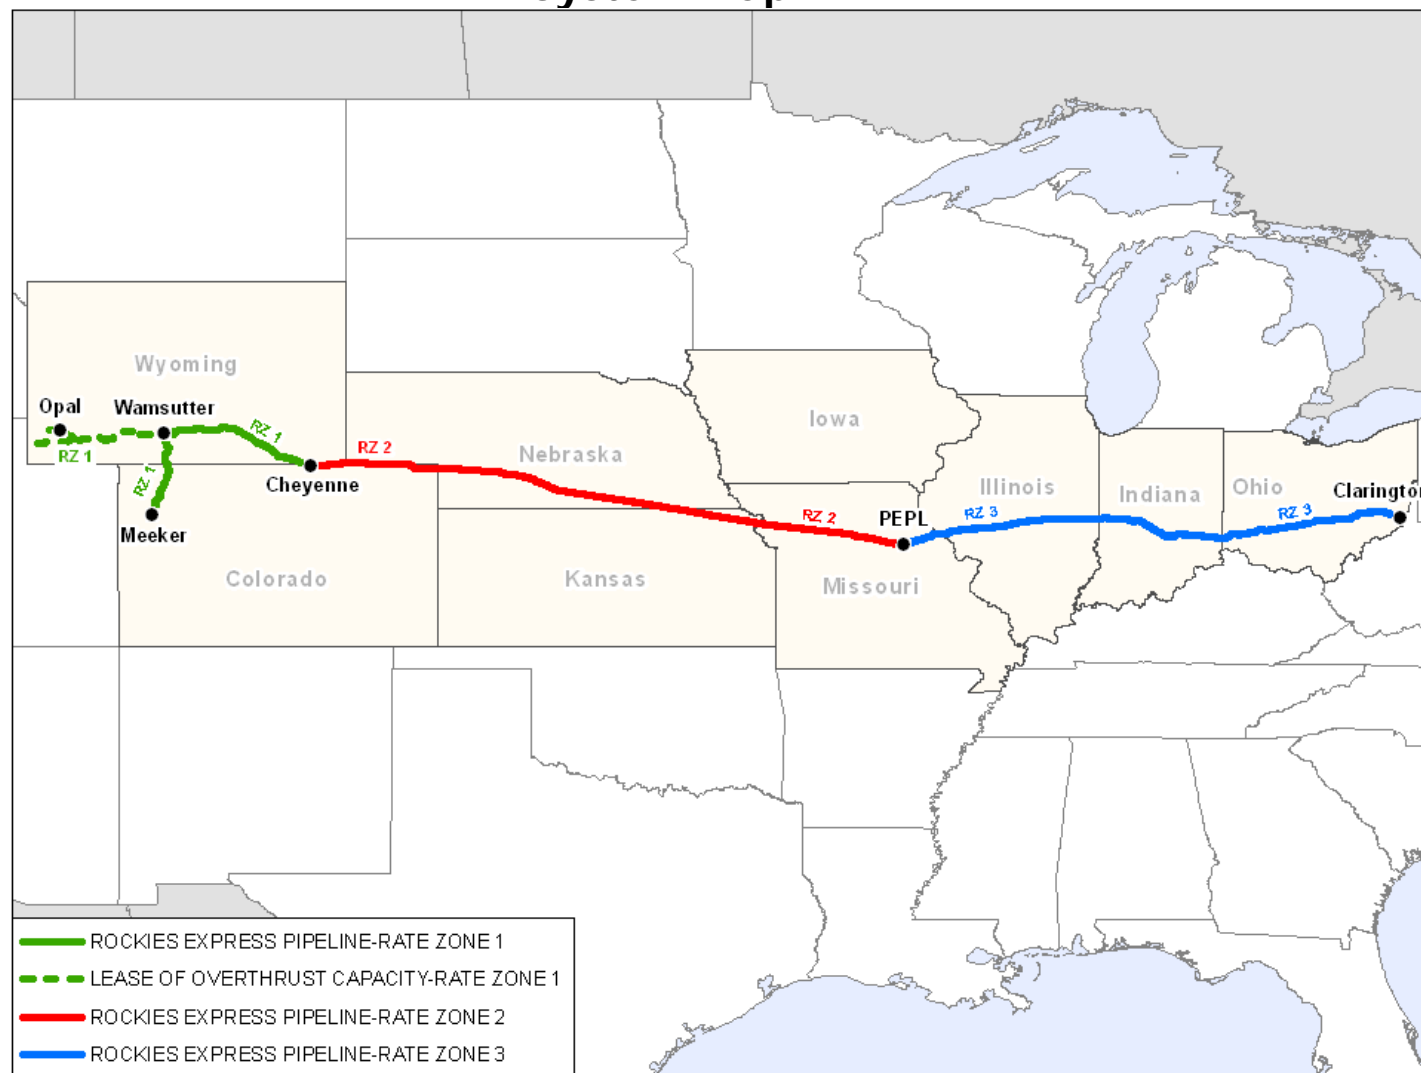 Wyoming
Opal
Wamsutter
RZ 1
RZ 1
RZ 1
Meeker
Cheyenne
RZ 2
Nebraska
Iowa
Colorado
Kansas
RZ 2
PEPL
Missouri
Illinois
RZ 3
Indiana
Ohio
RZ 3
Claringto
ROCKIES EXPRESS PIPELINE-RATE ZONE 1
LEASE OF OVERTHRUST CAPACITY-RATE ZONE 1
ROCKIES EXPRESS PIPELINE-RATE ZONE 2
ROCKIES EXPRESS PIPELINE-RATE ZONE 3